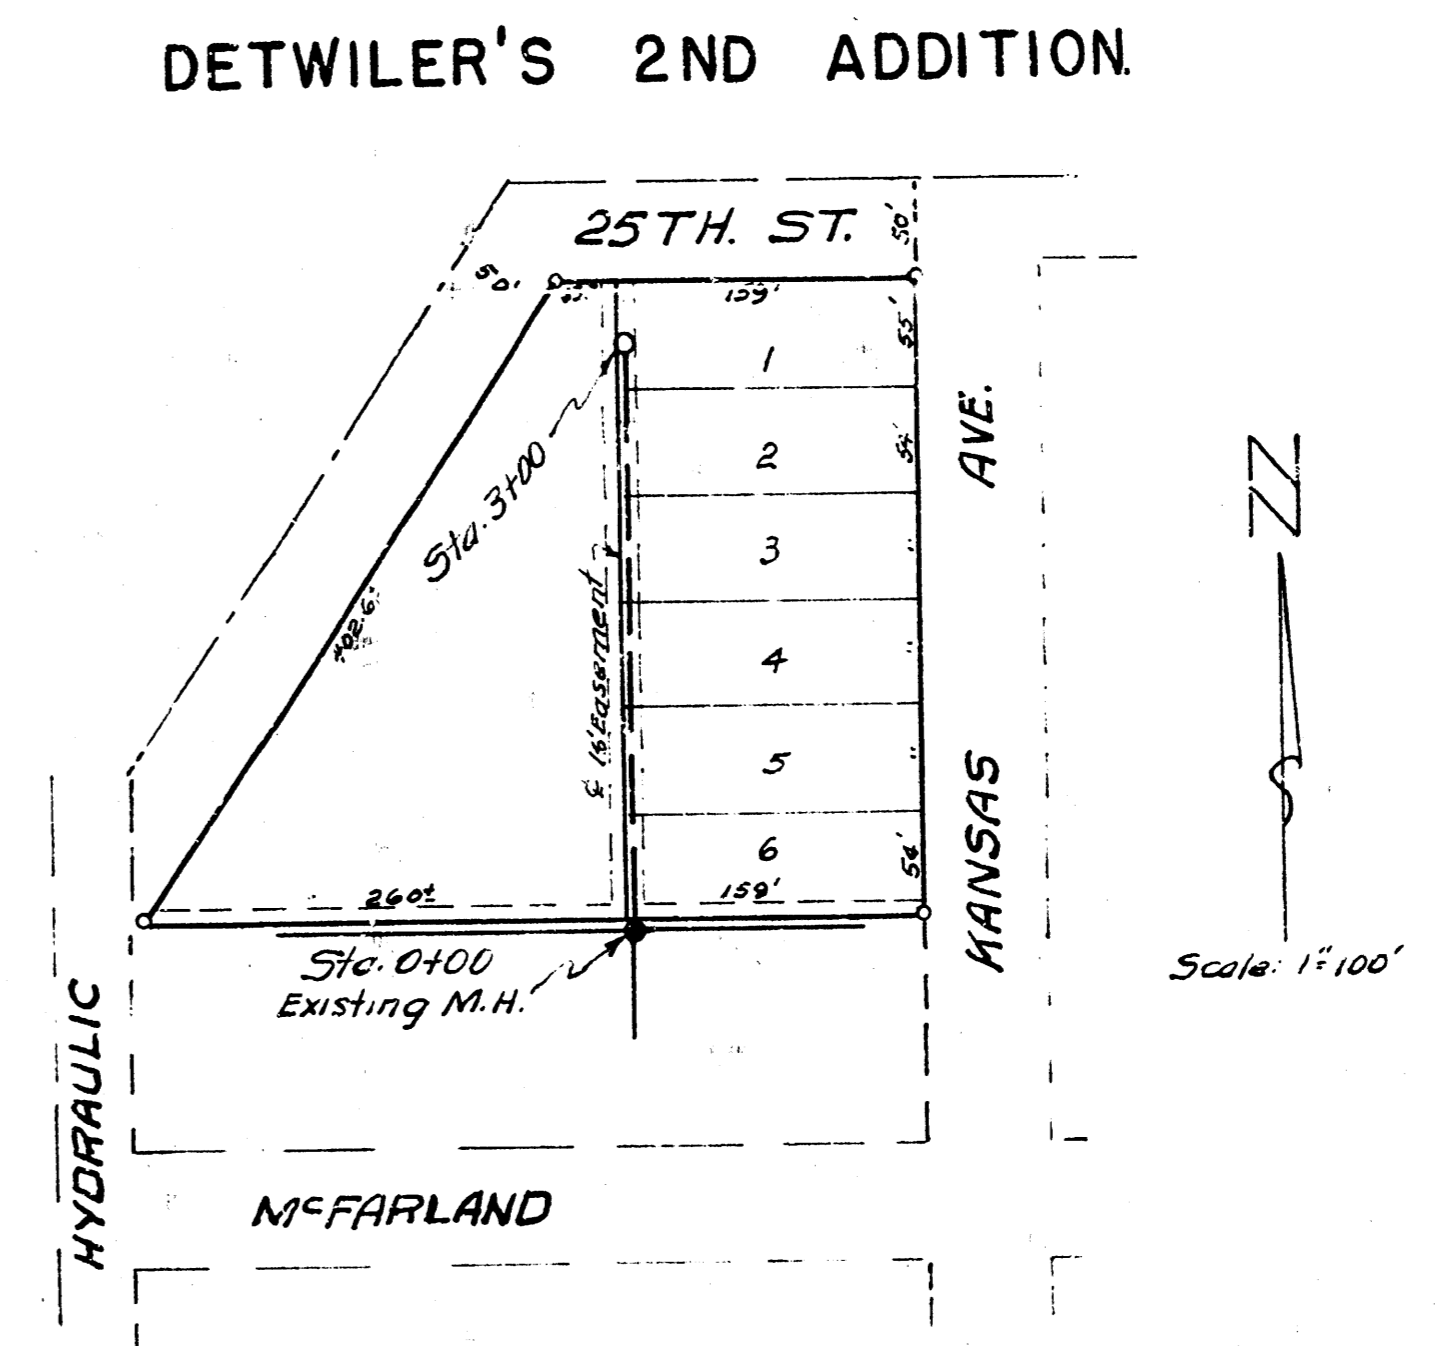 DETWILER'S 2ND ADDITION.
25TH. ST.
50'
50'
159'
55'
1
AVE.
2
54'
Sta. 3+00
3
"
402.6'
4
"
℄ 16' Easement
5
"
KANSAS
6
54'
260±
159'
Sta. 0+00
Existing M.H.
Scale: 1"=100'
HYDRAULIC
McFARLAND